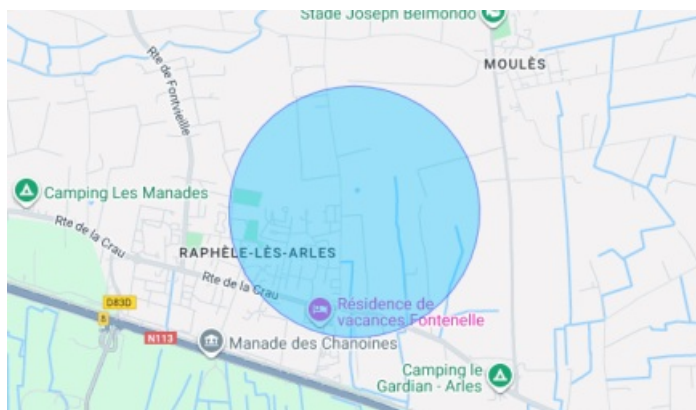 Stade Joseph Belmondo
MOULÈS
Rte de Fontvieille
Camping Les Manades
Rte de la Crau
RAPHÈLE-LÈS-ARLES
Rte de la Crau
D83D
8
N113
Résidence de
vacances Fontenelle
Manade des Chanoines
Camping le
Gardian - Arles